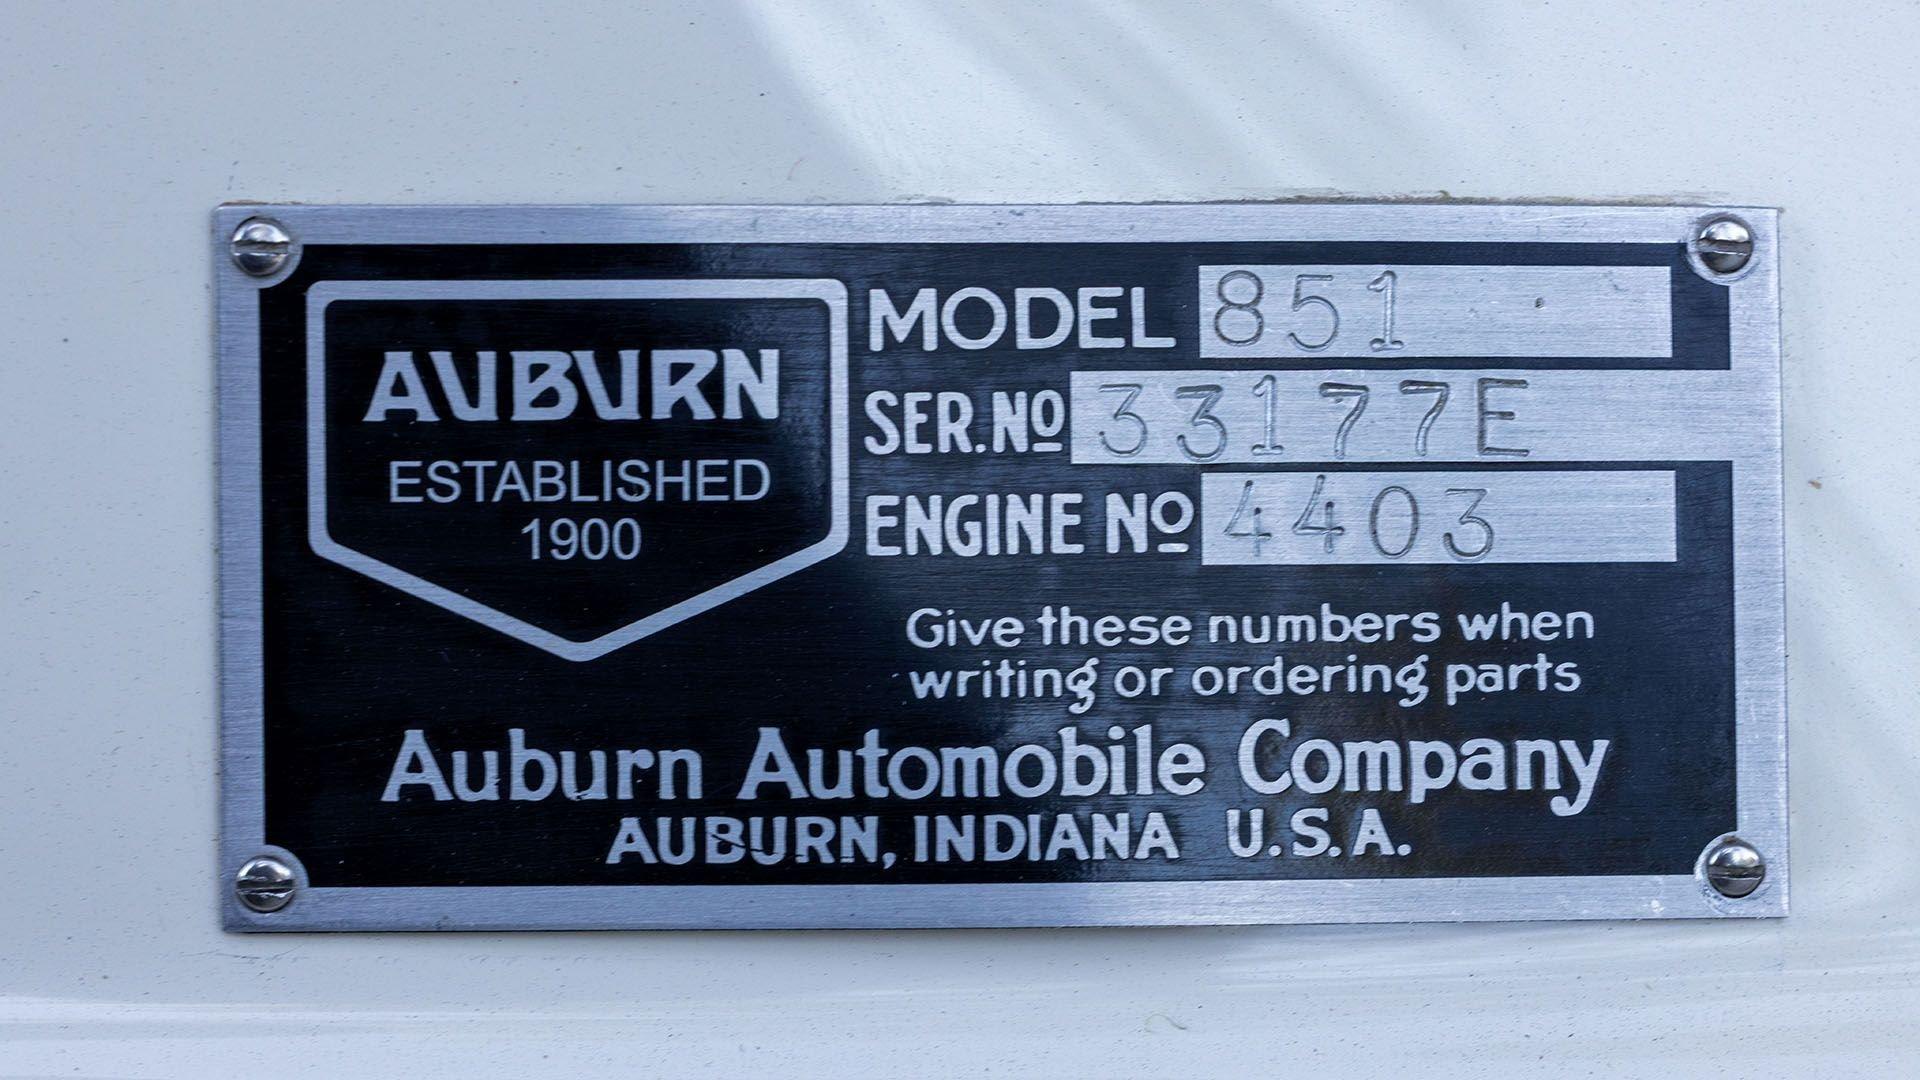 AUBURN
ESTABLISHED
1900
MODEL 851
SER. Nº 33177E
ENGINE Nº 4403
Give these numbers when
writing or ordering parts
Auburn Automobile Company
AUBURN, INDIANA U.S.A.